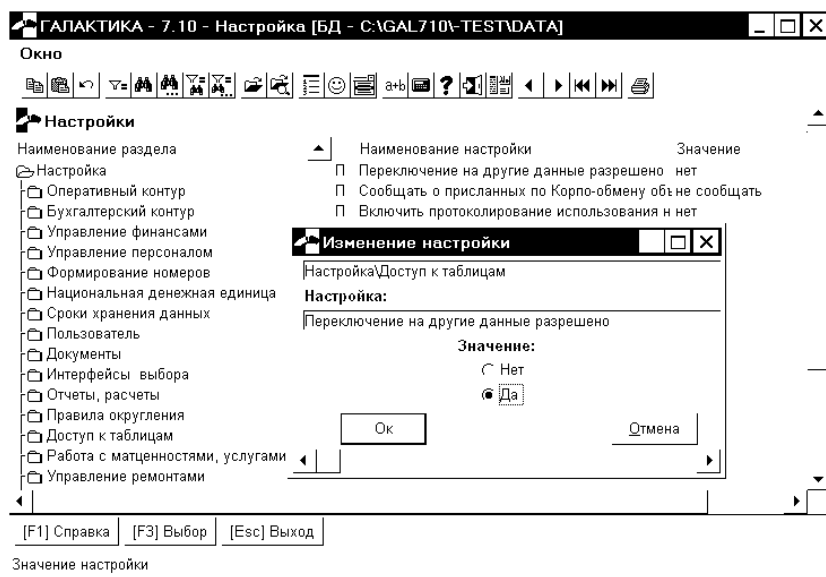 ГАЛАКТИКА - 7.10 - Настройка [БД - C:\GAL710\-TEST\DATA]
Окно
a+b
Настройки
Наименование раздела Наименование настройки Значение
Настройка П Переключение на другие данные разрешено нет
Оперативный контур П Сообщать о присланных по Корпо-обмену объ не сообщать
Бухгалтерский контур П Включить протоколирование использования н нет
Управление финансами
Управление персоналом
Формирование номеров
Национальная денежная единица
Сроки хранения данных
Пользователь
Документы
Интерфейсы выбора
Отчеты, расчеты
Правила округления
Доступ к таблицам
Работа с матценностями, услугами
Управление ремонтами
Изменение настройки
Настройка\Доступ к таблицам
Настройка:
Переключение на другие данные разрешено
Значение:
Нет
Да
Ок Отмена
[F1] Справка [F3] Выбор [Esc] Выход
Значение настройки